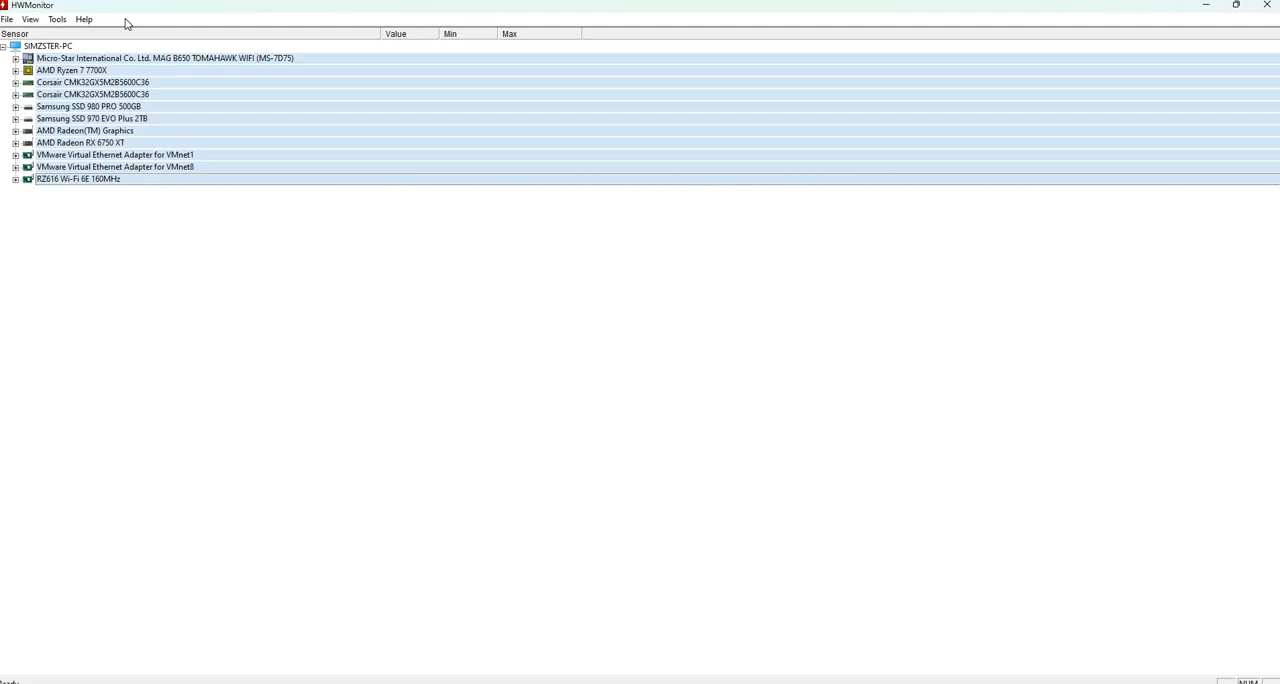 HWMonitor
File View Tools Help
Sensor Value Min Max
SIMZSTER-PC
Micro-Star International Co. Ltd. MAG B650 TOMAHAWK WIFI (MS-7D75)
AMD Ryzen 7 7700X
Corsair CMK32GX5M2B5600C36
Corsair CMK32GX5M2B5600C36
Samsung SSD 980 PRO 500GB
Samsung SSD 970 EVO Plus 2TB
AMD Radeon(TM) Graphics
AMD Radeon RX 6750 XT
VMware Virtual Ethernet Adapter for VMnet1
VMware Virtual Ethernet Adapter for VMnet8
RZ616 Wi-Fi 6E 160MHz
Ready NUM